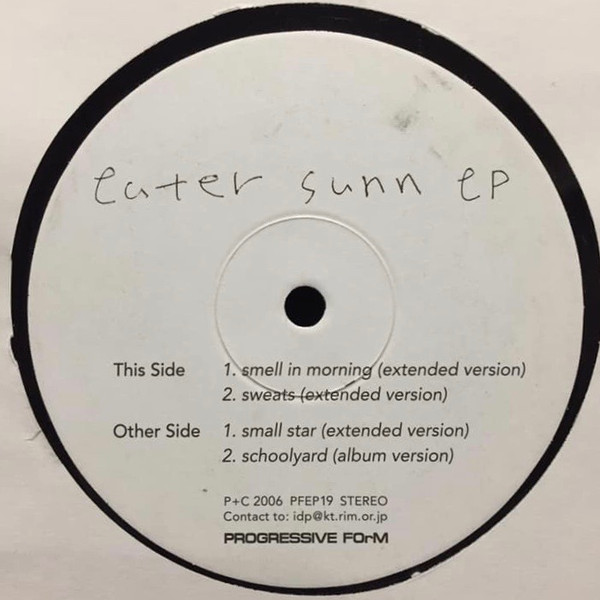 eater sunn ep
This Side 1. smell in morning (extended version)
2. sweats (extended version)
Other Side 1. small star (extended version)
2. schoolyard (album version)
P+C 2006 PFEP19 STEREO
Contact to: idp@kt.rim.or.jp
PROGRESSIVE FOrM